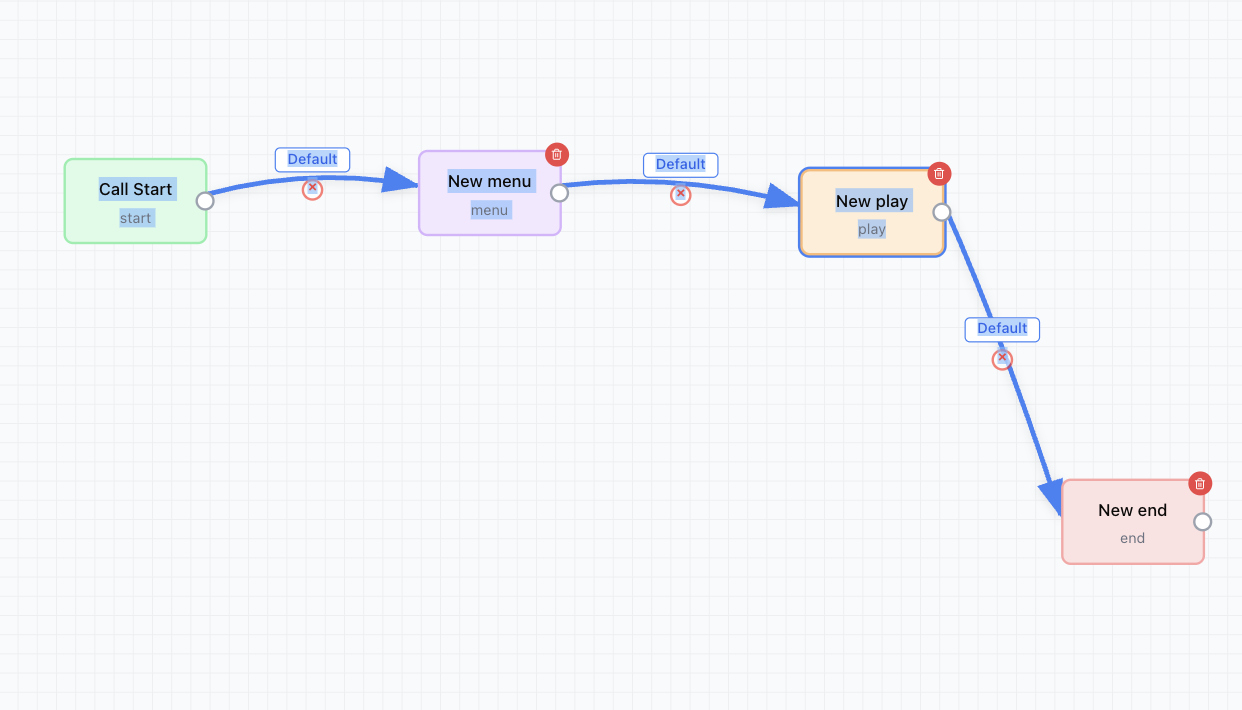 Call Start
start
Default
New menu
menu
Default
New play
play
Default
New end
end